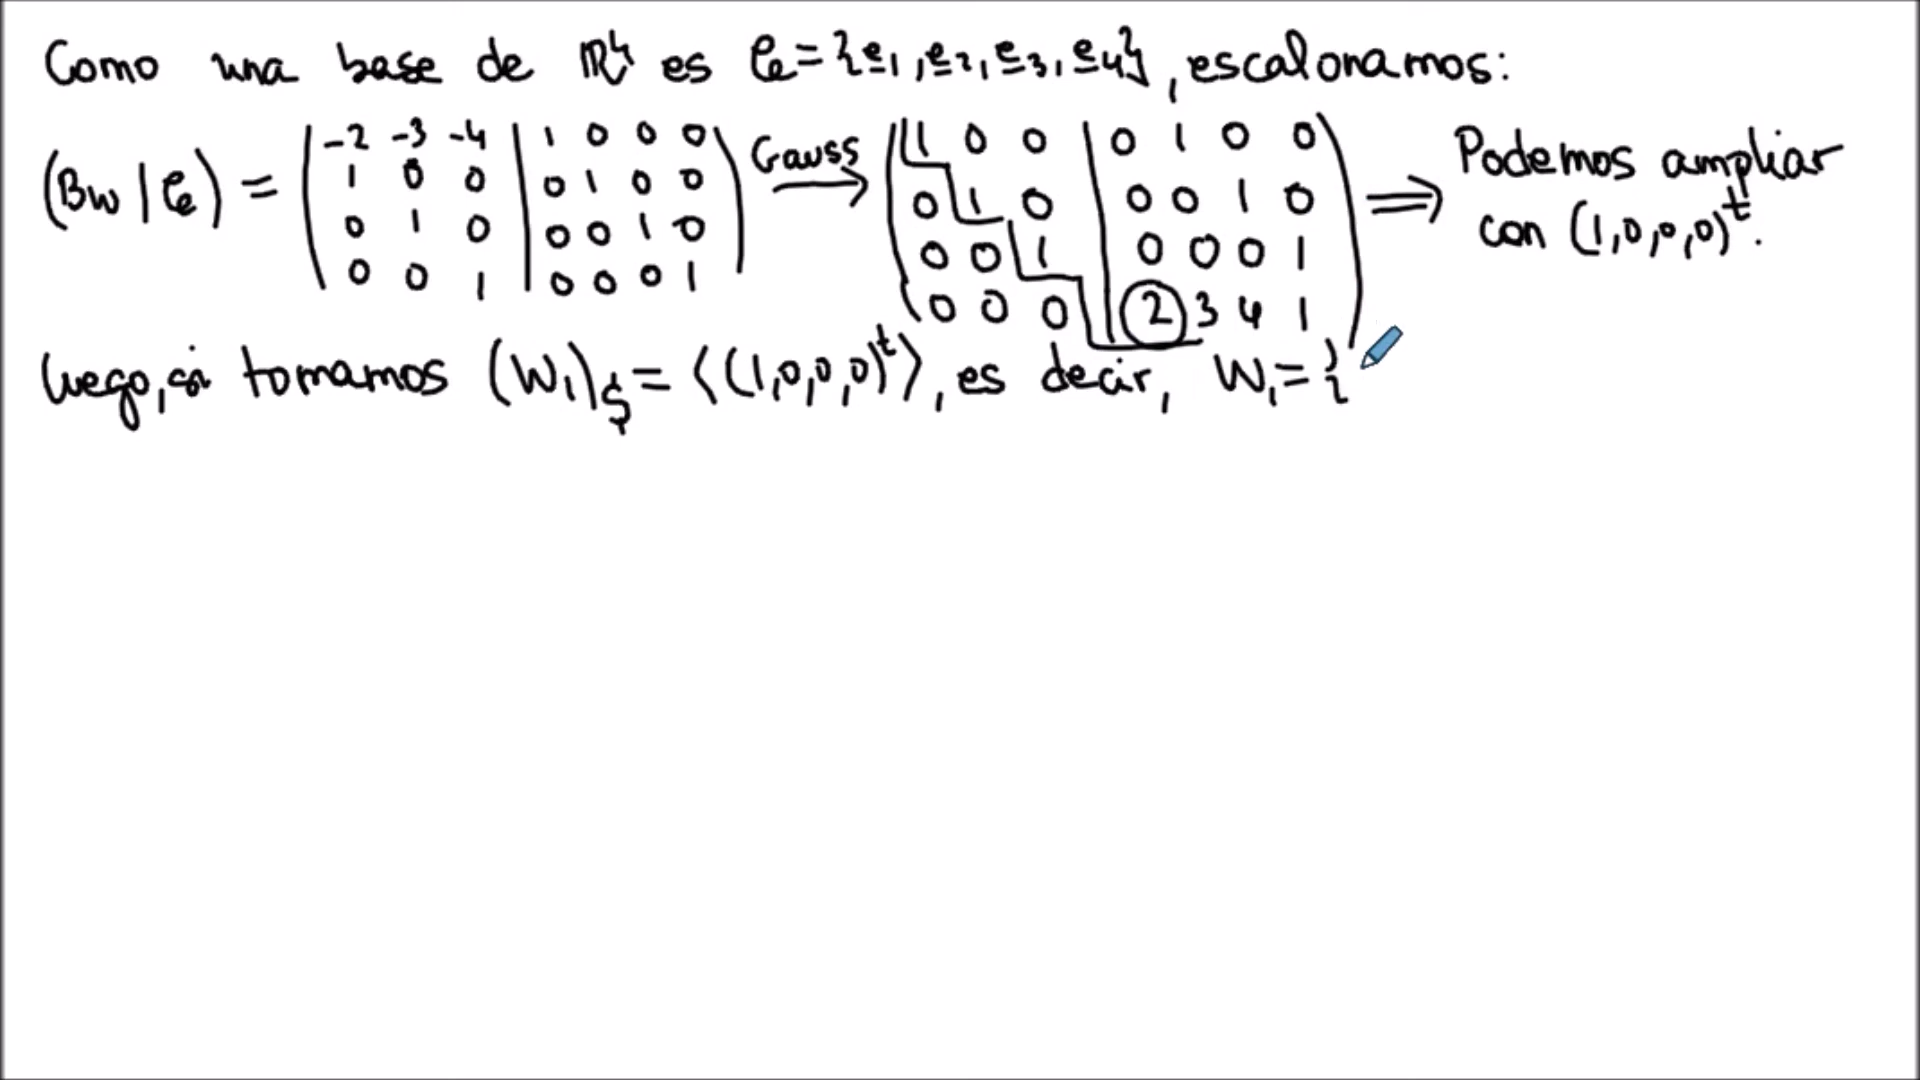 Como una base de ℝ⁴ es 𝒞e = {e1, e2, e3, e4}, escalonamos:
(Bw | 𝒞e) = ( -2 -3 -4 | 1 0 0 0 ) Gauss → ( 1 0 0 | 0 1 0 0 ) ⟹ Podemos ampliar
1 0 0 | 0 1 0 0 0 1 0 | 0 0 1 0 con (1,0,0,0)ᵗ.
0 1 0 | 0 0 1 0 0 0 1 | 0 0 0 1
0 0 1 | 0 0 0 1 0 0 0 | 2 3 4 1
luego, si tomamos (W₁)ₛ = ⟨(1,0,0,0)ᵗ⟩, es decir, W₁ = {